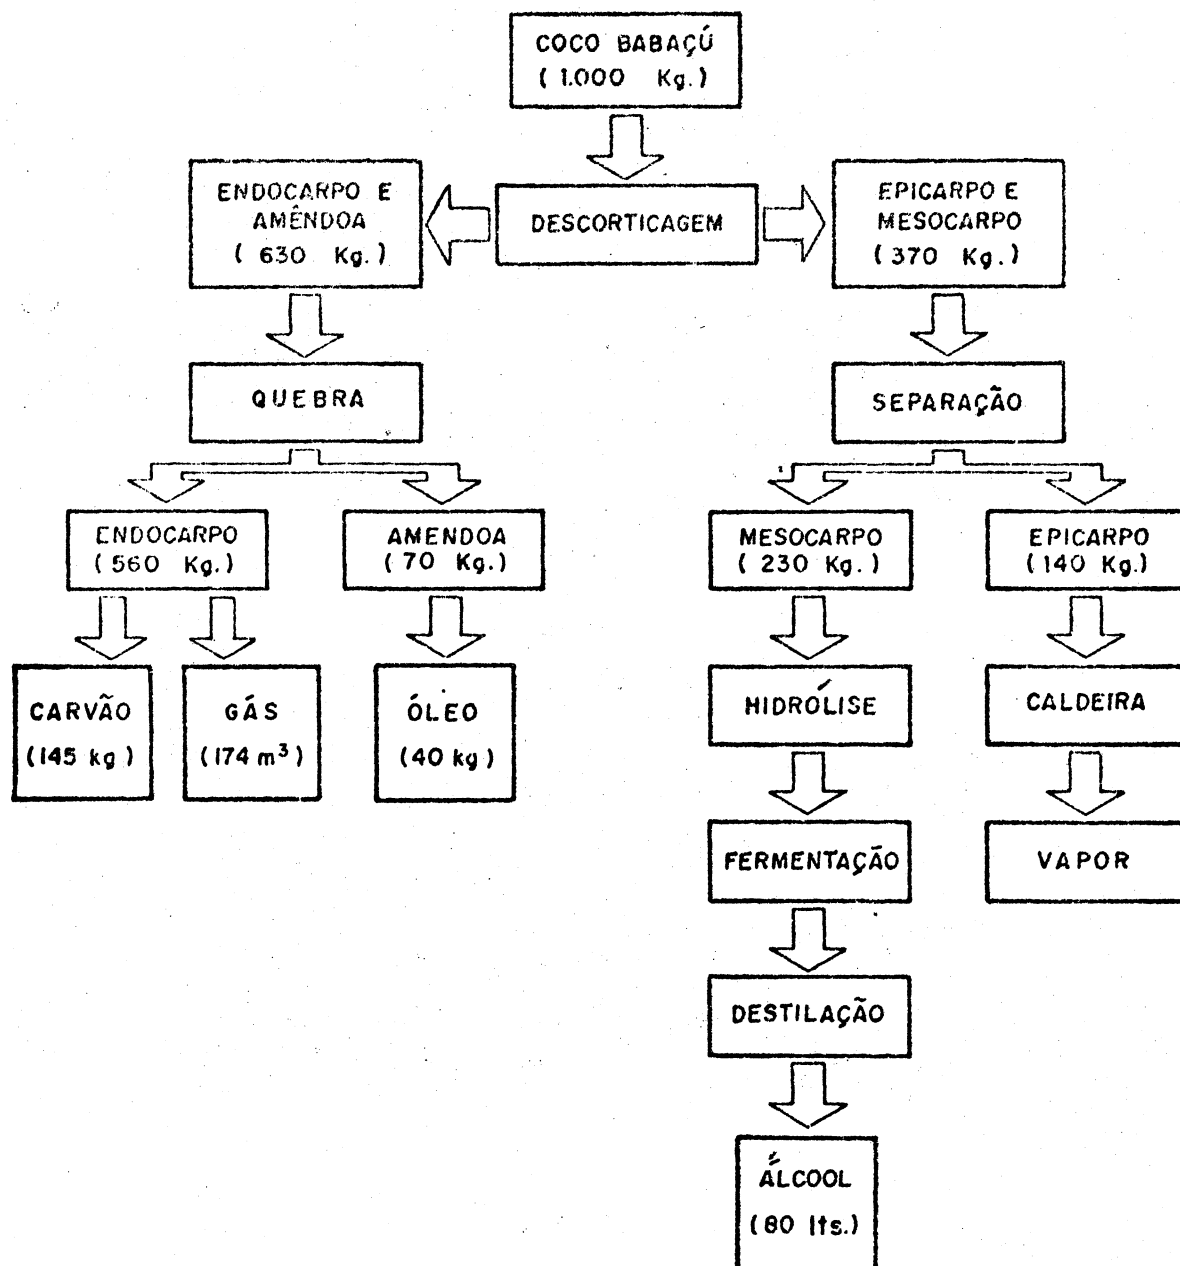 COCO BABAÇÚ
( 1.000 Kg.)
ENDOCARPO E
AMÊNDOA
( 630 Kg.)
DESCORTICAGEM
EPICARPO E
MESOCARPO
( 370 Kg.)
QUEBRA
SEPARAÇÃO
ENDOCARPO
( 560 Kg.)
AMENDOA
( 70 Kg.)
MESOCARPO
( 230 Kg.)
EPICARPO
(140 Kg.)
CARVÃO
(145 kg)
GÁS
(174 m³)
ÓLEO
(40 kg)
HIDRÓLISE
CALDEIRA
FERMENTAÇÃO
VAPOR
DESTILAÇÃO
ÁLCOOL
(80 lts.)